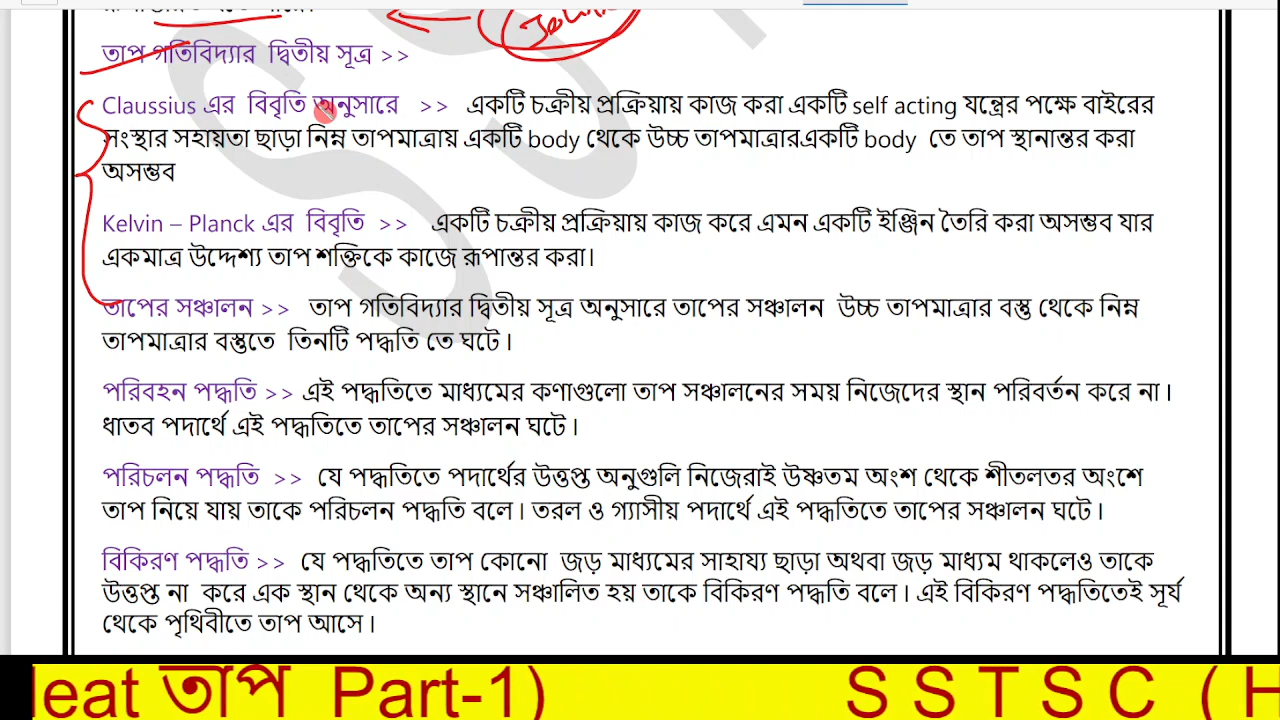 তাপ গতিবিদ্যার দ্বিতীয় সূত্র >>
Claussius এর বিবৃতি অনুসারে >> একটি চক্রীয় প্রক্রিয়ায় কাজ করা একটি self acting যন্ত্রের পক্ষে বাইরের
সংস্থার সহায়তা ছাড়া নিম্ন তাপমাত্রায় একটি body থেকে উচ্চ তাপমাত্রারএকটি body তে তাপ স্থানান্তর করা
অসম্ভব
Kelvin – Planck এর বিবৃতি >> একটি চক্রীয় প্রক্রিয়ায় কাজ করে এমন একটি ইঞ্জিন তৈরি করা অসম্ভব যার
একমাত্র উদ্দেশ্য তাপ শক্তিকে কাজে রূপান্তর করা।
তাপের সঞ্চালন >> তাপ গতিবিদ্যার দ্বিতীয় সূত্র অনুসারে তাপের সঞ্চালন উচ্চ তাপমাত্রার বস্তু থেকে নিম্ন
তাপমাত্রার বস্তুতে তিনটি পদ্ধতি তে ঘটে।
পরিবহন পদ্ধতি >> এই পদ্ধতিতে মাধ্যমের কণাগুলো তাপ সঞ্চালনের সময় নিজেদের স্থান পরিবর্তন করে না।
ধাতব পদার্থে এই পদ্ধতিতে তাপের সঞ্চালন ঘটে।
পরিচলন পদ্ধতি >> যে পদ্ধতিতে পদার্থের উত্তপ্ত অনুগুলি নিজেরাই উষ্ণতম অংশ থেকে শীতলতর অংশে
তাপ নিয়ে যায় তাকে পরিচলন পদ্ধতি বলে। তরল ও গ্যাসীয় পদার্থে এই পদ্ধতিতে তাপের সঞ্চালন ঘটে।
বিকিরণ পদ্ধতি >> যে পদ্ধতিতে তাপ কোনো জড় মাধ্যমের সাহায্য ছাড়া অথবা জড় মাধ্যম থাকলেও তাকে
উত্তপ্ত না করে এক স্থান থেকে অন্য স্থানে সঞ্চালিত হয় তাকে বিকিরণ পদ্ধতি বলে। এই বিকিরণ পদ্ধতিতেই সূর্য
থেকে পৃথিবীতে তাপ আসে।
eat তাপ Part-1) S S T S C ( H